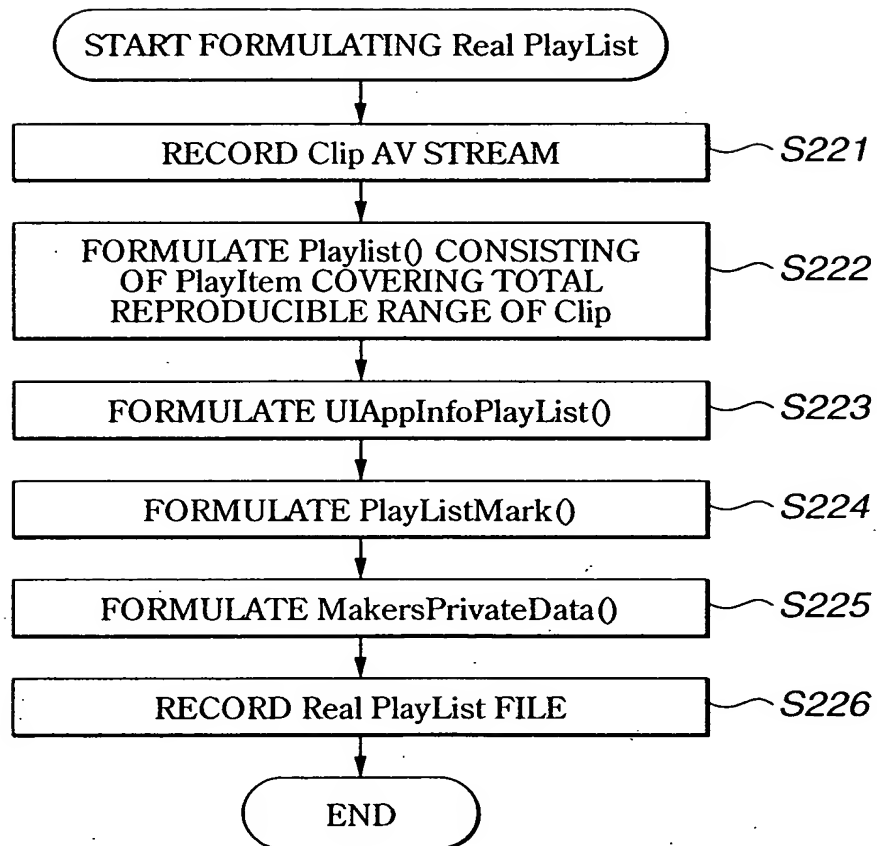 START FORMULATING Real PlayList
RECORD Clip AV STREAM
S221
FORMULATE Playlist() CONSISTING
OF PlayItem COVERING TOTAL
REPRODUCIBLE RANGE OF Clip
S222
FORMULATE UIAppInfoPlayList()
S223
FORMULATE PlayListMark()
S224
FORMULATE MakersPrivateData()
S225
RECORD Real PlayList FILE
S226
END